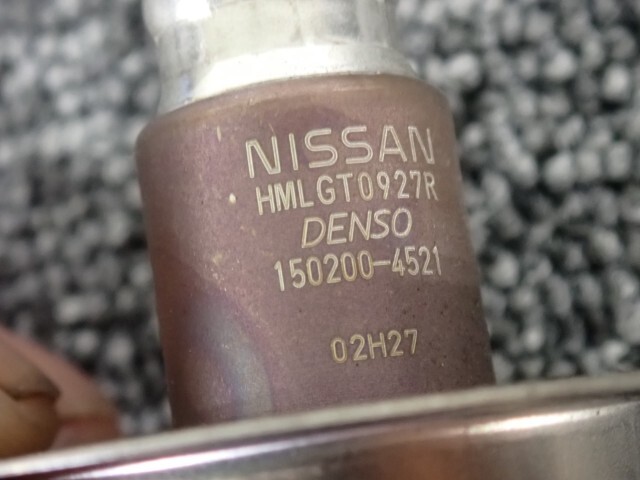 NISSAN
HMLGT0927R
DENSO
150200-4521
02H27